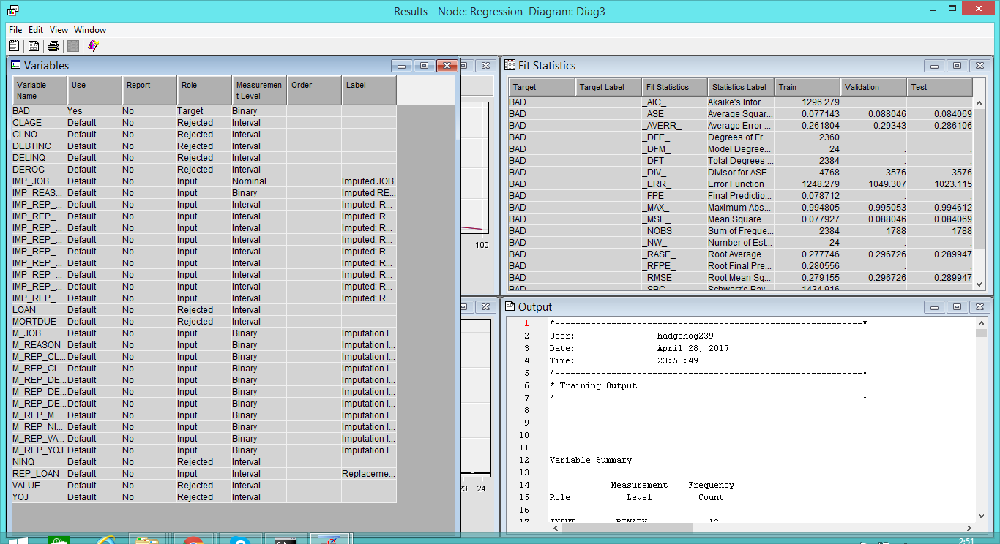 Results - Node: Regression  Diagram: Diag3
File Edit View Window
Variables
Variable Name Use Report Role Measurement Level Order Label
BAD Yes No Target Binary
CLAGE Default No Rejected Interval
CLNO Default No Rejected Interval
DEBTINC Default No Rejected Interval
DELINQ Default No Rejected Interval
DEROG Default No Rejected Interval
IMP_JOB Default No Input Nominal Imputed JOB
IMP_REAS... Default No Input Binary Imputed RE...
IMP_REP_... Default No Input Interval Imputed: R...
IMP_REP_... Default No Input Interval Imputed: R...
IMP_REP_... Default No Input Interval Imputed: R...
IMP_REP_... Default No Input Interval Imputed: R...
IMP_REP_... Default No Input Interval Imputed: R...
IMP_REP_... Default No Input Interval Imputed: R...
IMP_REP_... Default No Input Interval Imputed: R...
IMP_REP_... Default No Input Interval Imputed: R...
IMP_REP_... Default No Input Interval Imputed: R...
LOAN Default No Rejected Interval
MORTDUE Default No Rejected Interval
M_JOB Default No Input Binary Imputation I...
M_REASON Default No Input Binary Imputation I...
M_REP_CL... Default No Input Binary Imputation I...
M_REP_CL... Default No Input Binary Imputation I...
M_REP_DE... Default No Input Binary Imputation I...
M_REP_DE... Default No Input Binary Imputation I...
M_REP_DE... Default No Input Binary Imputation I...
M_REP_M... Default No Input Binary Imputation I...
M_REP_NI... Default No Input Binary Imputation I...
M_REP_VA... Default No Input Binary Imputation I...
M_REP_YOJ Default No Input Binary Imputation I...
NINQ Default No Rejected Interval
REP_LOAN Default No Input Interval Replaceme...
VALUE Default No Rejected Interval
YOJ Default No Rejected Interval
100
23 24
Fit Statistics
Target Target Label Fit Statistics Statistics Label Train Validation Test
BAD _AIC_ Akaike's Infor... 1296.279 . .
BAD _ASE_ Average Squar... 0.077143 0.088046 0.084069
BAD _AVERR_ Average Error ... 0.261804 0.29343 0.286106
BAD _DFE_ Degrees of Fr... 2360 . .
BAD _DFM_ Model Degree... 24 . .
BAD _DFT_ Total Degrees ... 2384 . .
BAD _DIV_ Divisor for ASE 4768 3576 3576
BAD _ERR_ Error Function 1248.279 1049.307 1023.115
BAD _FPE_ Final Predictio... 0.078712 . .
BAD _MAX_ Maximum Abs... 0.994805 0.995053 0.994612
BAD _MSE_ Mean Square ... 0.077927 0.088046 0.084069
BAD _NOBS_ Sum of Freque... 2384 1788 1788
BAD _NW_ Number of Est... 24 . .
BAD _RASE_ Root Average ... 0.277746 0.296726 0.289947
BAD _RFPE_ Root Final Pre... 0.280556 . .
BAD _RMSE_ Root Mean Sq... 0.279155 0.296726 0.289947
BAD _SBC_ Schwarz's Bay... 1434.916
Output
1 *------------------------------------------------------------*
2 User: hadgehog239
3 Date: April 28, 2017
4 Time: 23:50:49
5 *------------------------------------------------------------*
6 * Training Output
7 *------------------------------------------------------------*
8
9
10
11
12 Variable Summary
13
14 Measurement Frequency
15 Role Level Count
16
17 INPUT BINARY 12
2:51